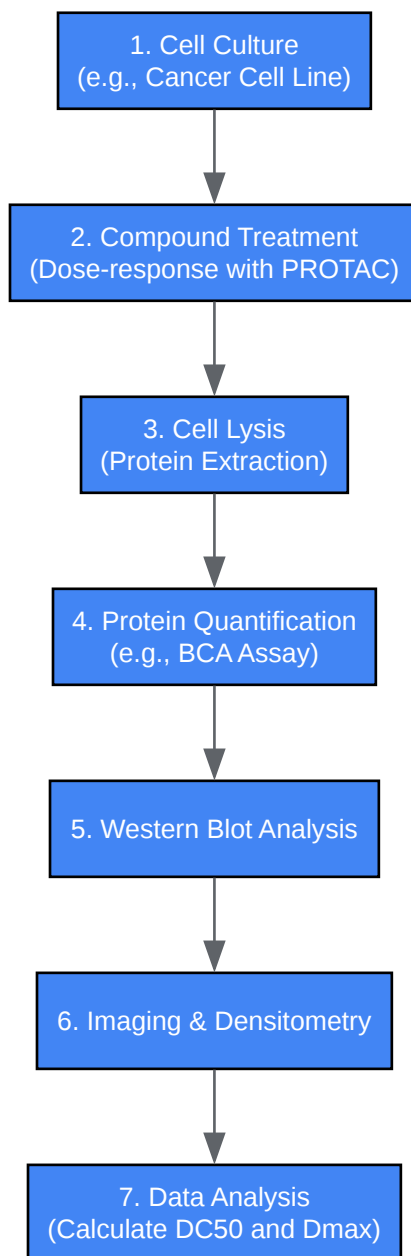 1. Cell Culture
(e.g., Cancer Cell Line)
2. Compound Treatment
(Dose-response with PROTAC)
3. Cell Lysis
(Protein Extraction)
4. Protein Quantification
(e.g., BCA Assay)
5. Western Blot Analysis
6. Imaging & Densitometry
7. Data Analysis
(Calculate DC50 and Dmax)